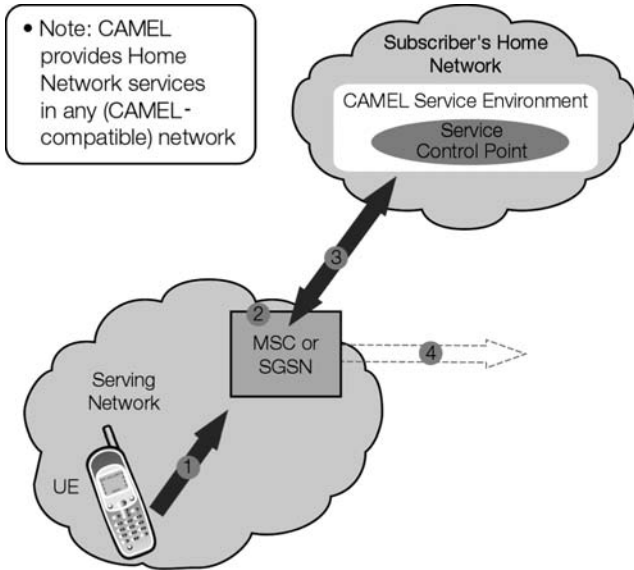 • Note: CAMEL
provides Home
Network services
in any (CAMEL-
compatible) network
Subscriber's Home
Network
CAMEL Service Environment
Service
Control Point
3
2
MSC or
SGSN
4
Serving
Network
1
UE